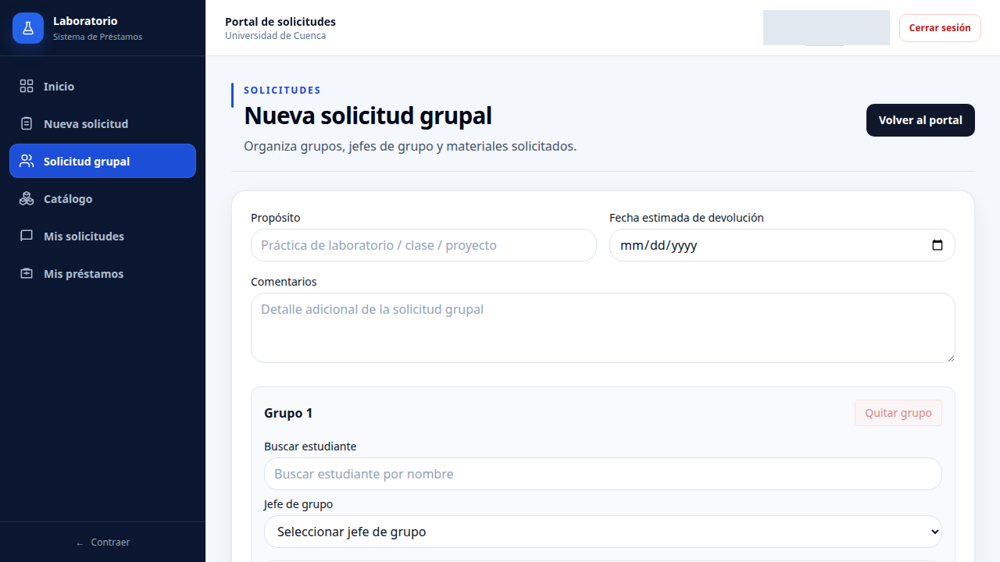 Laboratorio
Sistema de Préstamos
Inicio
Nueva solicitud
Solicitud grupal
Catálogo
Mis solicitudes
Mis préstamos
← Contraer
Portal de solicitudes
Universidad de Cuenca
Cerrar sesión
SOLICITUDES
Nueva solicitud grupal
Organiza grupos, jefes de grupo y materiales solicitados.
Volver al portal
Propósito
Práctica de laboratorio / clase / proyecto
Fecha estimada de devolución
mm/dd/yyyy
Comentarios
Detalle adicional de la solicitud grupal
Grupo 1
Quitar grupo
Buscar estudiante
Buscar estudiante por nombre
Jefe de grupo
Seleccionar jefe de grupo